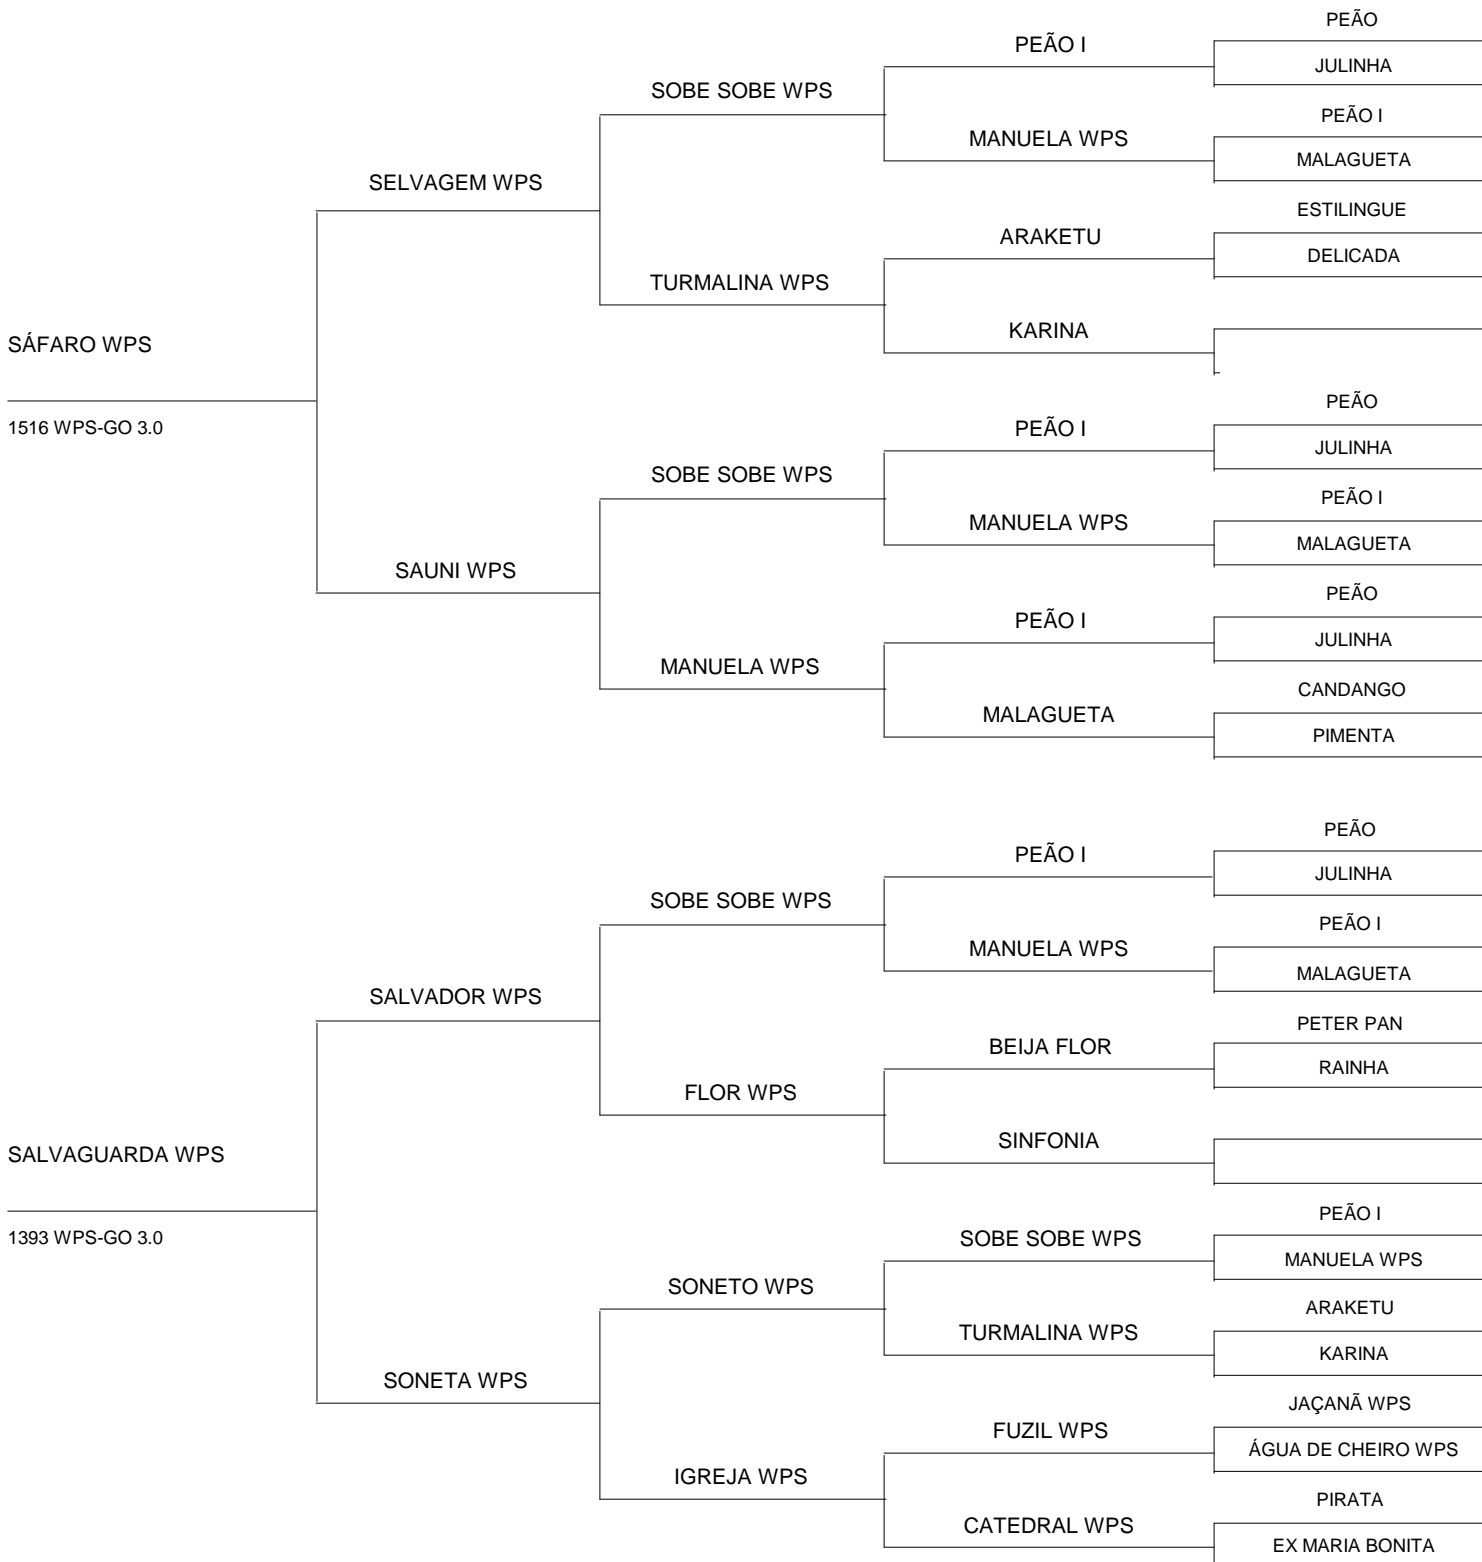 PEÃO
PEÃO I
JULINHA
SOBE SOBE WPS
PEÃO I
MANUELA WPS
MALAGUETA
SELVAGEM WPS
ESTILINGUE
ARAKETU
DELICADA
TURMALINA WPS
KARINA
SÁFARO WPS
1516 WPS-GO 3.0
PEÃO
PEÃO I
JULINHA
SOBE SOBE WPS
PEÃO I
MANUELA WPS
MALAGUETA
SAUNI WPS
PEÃO
PEÃO I
JULINHA
MANUELA WPS
CANDANGO
MALAGUETA
PIMENTA
PEÃO
PEÃO I
JULINHA
SOBE SOBE WPS
PEÃO I
MANUELA WPS
MALAGUETA
SALVADOR WPS
PETER PAN
BEIJA FLOR
RAINHA
FLOR WPS
SINFONIA
SALVAGUARDA WPS
1393 WPS-GO 3.0
PEÃO I
SOBE SOBE WPS
MANUELA WPS
SONETO WPS
ARAKETU
TURMALINA WPS
KARINA
SONETA WPS
JAÇANÃ WPS
FUZIL WPS
ÁGUA DE CHEIRO WPS
IGREJA WPS
PIRATA
CATEDRAL WPS
EX MARIA BONITA